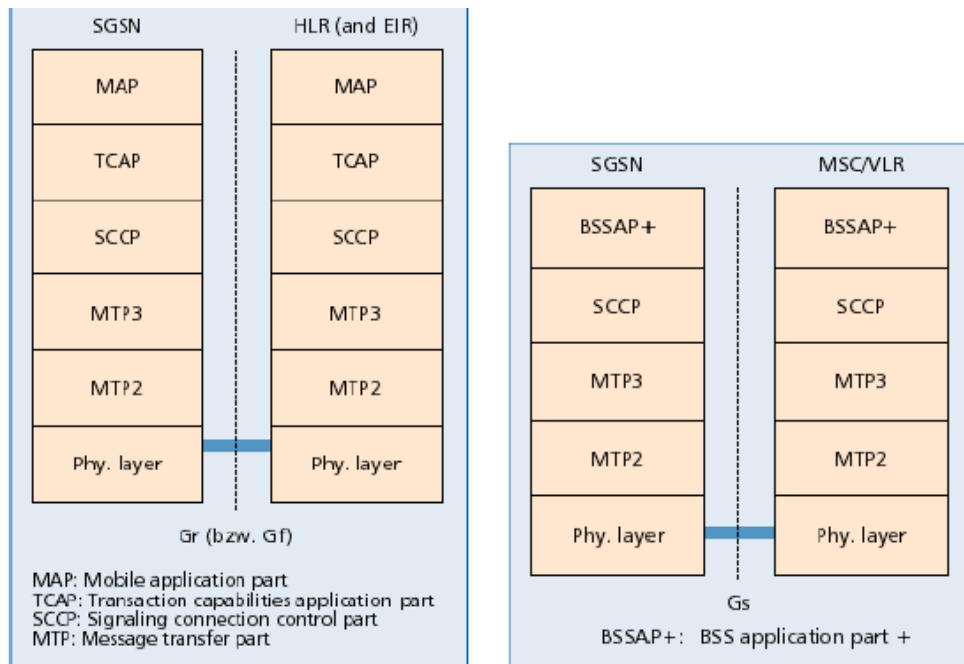 SGSN HLR (and EIR)
MAP MAP
TCAP TCAP
SCCP SCCP
MTP3 MTP3
MTP2 MTP2
Phy. layer Phy. layer
Gr (bzw. Gf)
MAP: Mobile application part
TCAP: Transaction capabilities application part
SCCP: Signaling connection control part
MTP: Message transfer part
SGSN MSC/VLR
BSSAP+ BSSAP+
SCCP SCCP
MTP3 MTP3
MTP2 MTP2
Phy. layer Phy. layer
Gs
BSSAP+: BSS application part +